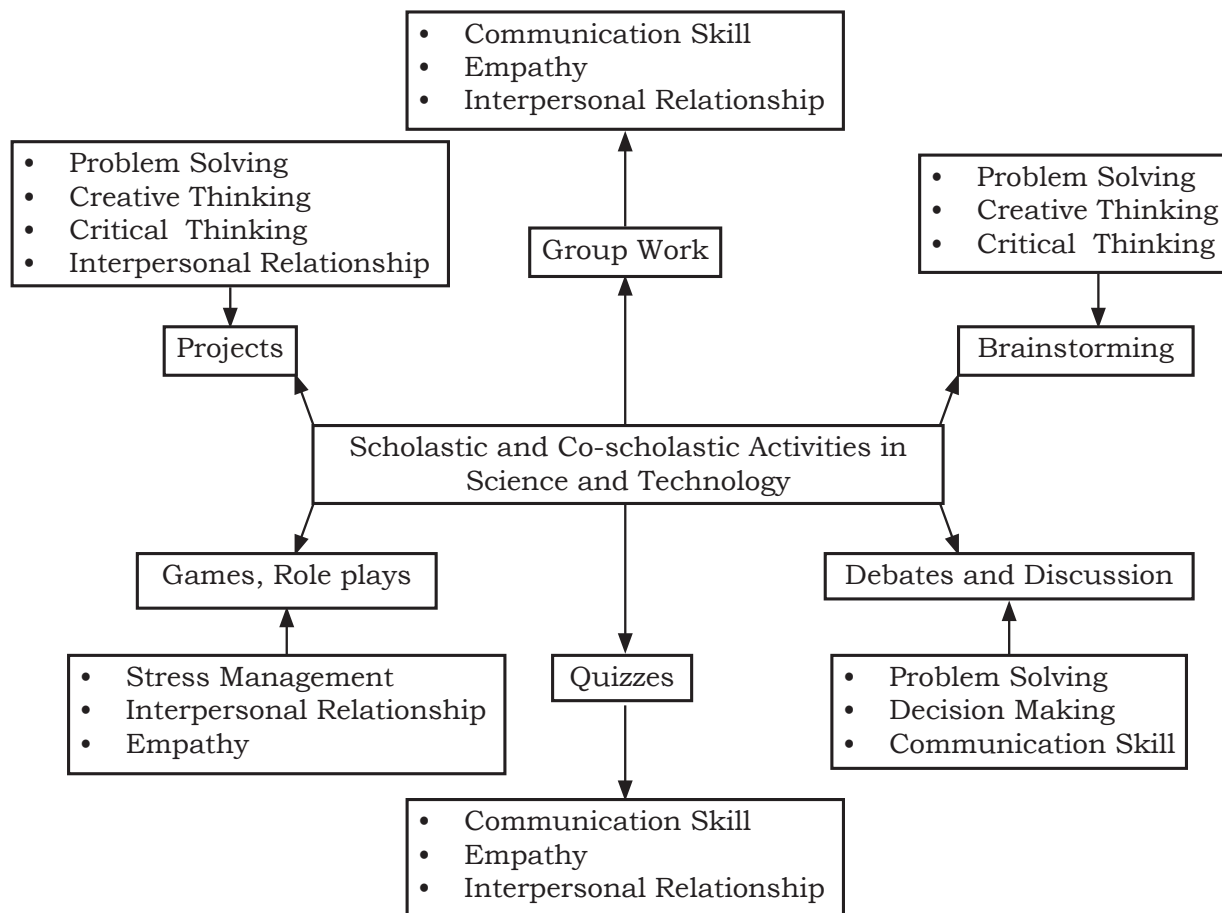 • Communication Skill
• Empathy
• Interpersonal Relationship
• Problem Solving
• Creative Thinking
• Critical Thinking
• Interpersonal Relationship
• Problem Solving
• Creative Thinking
• Critical Thinking
Group Work
Projects
Brainstorming
Scholastic and Co-scholastic Activities in
Science and Technology
Games, Role plays
Debates and Discussion
• Stress Management
• Interpersonal Relationship
• Empathy
Quizzes
• Problem Solving
• Decision Making
• Communication Skill
• Communication Skill
• Empathy
• Interpersonal Relationship